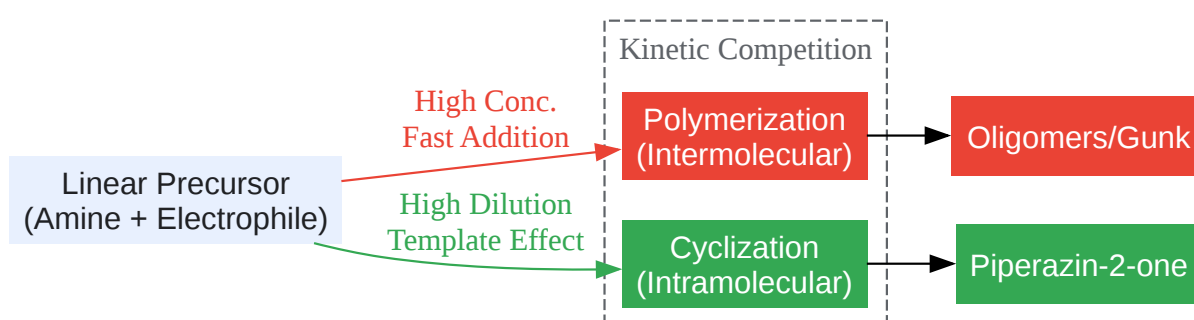 Kinetic Competition
High Conc.
Fast Addition
Polymerization
(Intermolecular)
Oligomers/Gunk
Linear Precursor
(Amine + Electrophile)
High Dilution
Template Effect
Cyclization
(Intramolecular)
Piperazin-2-one